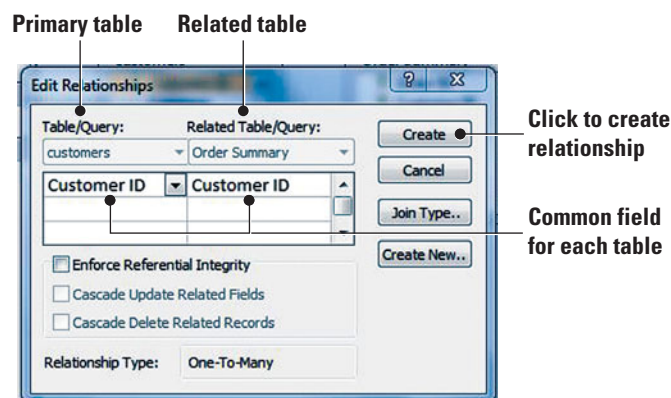 Primary table Related table
Edit Relationships
Table/Query: Related Table/Query:
customers Order Summary
Customer ID Customer ID
Enforce Referential Integrity
Cascade Update Related Fields
Cascade Delete Related Records
Relationship Type: One-To-Many
Create
Cancel
Join Type..
Create New..
Click to create
relationship
Common field
for each table